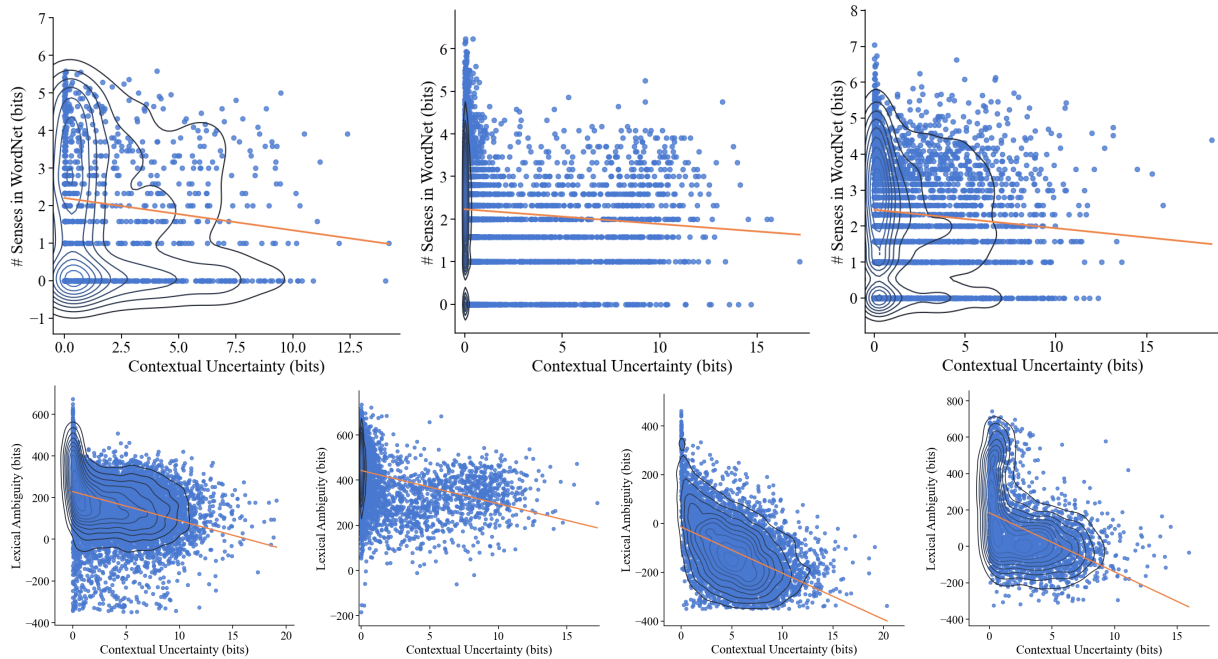 7
6
5
4
3
2
1
0
−1
# Senses in WordNet (bits)
0.0 2.5 5.0 7.5 10.0 12.5
Contextual Uncertainty (bits)
6
5
4
3
2
1
0
# Senses in WordNet (bits)
0 5 10 15
Contextual Uncertainty (bits)
8
7
6
5
4
3
2
1
0
# Senses in WordNet (bits)
0 5 10 15
Contextual Uncertainty (bits)
600
400
200
0
−200
−400
Lexical Ambiguity (bits)
0 5 10 15 20
Contextual Uncertainty (bits)
600
400
200
0
−200
Lexical Ambiguity (bits)
0 5 10 15
Contextual Uncertainty (bits)
400
200
0
−200
−400
Lexical Ambiguity (bits)
0 5 10 15 20
Contextual Uncertainty (bits)
800
600
400
200
0
−200
−400
Lexical Ambiguity (bits)
0 5 10 15
Contextual Uncertainty (bits)